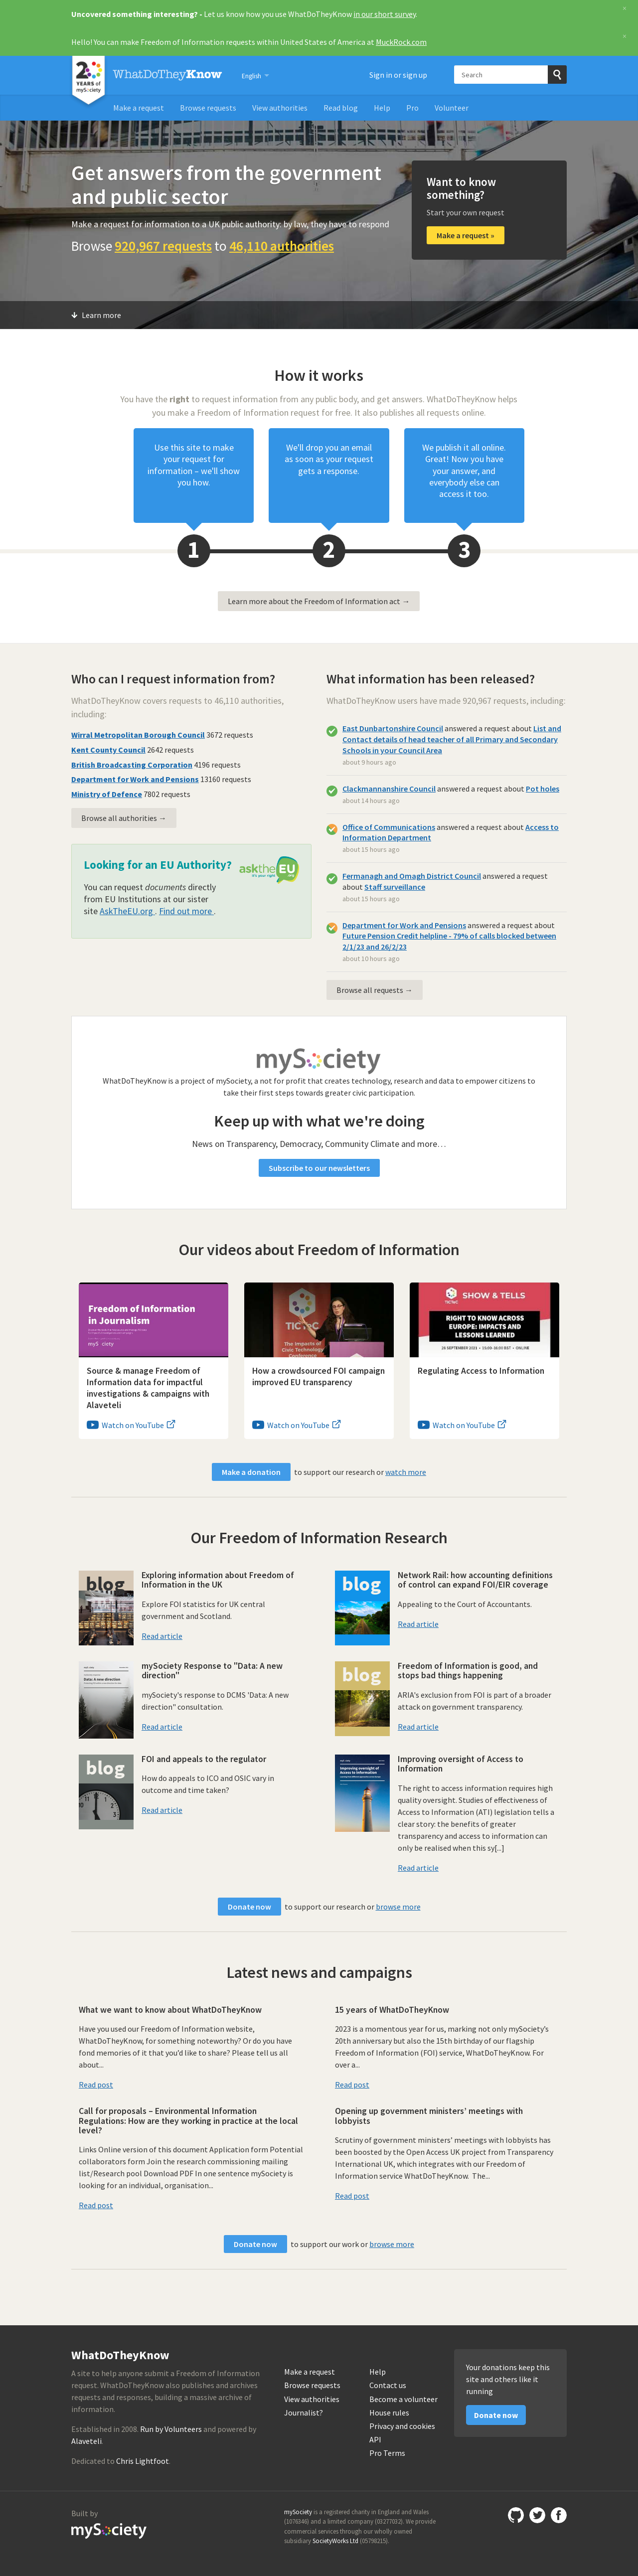 Uncovered something interesting? - Let us know how you use WhatDoTheyKnow in our short survey.
×
Hello! You can make Freedom of Information requests within United States of America at MuckRock.com
×
20
YEARS of
mySociety
WhatDoTheyKnow
English
Sign in or sign up
Search
Make a request
Browse requests
View authorities
Read blog
Help
Pro
Volunteer
Get answers from the government
and public sector
Make a request for information to a UK public authority: by law, they have to respond
Browse 920,967 requests to 46,110 authorities
Want to know
something?
Start your own request
Make a request »
Learn more
How it works
You have the right to request information from any public body, and get answers. WhatDoTheyKnow helps
you make a Freedom of Information request for free. It also publishes all requests online.
Use this site to make
your request for
information – we'll show
you how.
1
We'll drop you an email
as soon as your request
gets a response.
2
We publish it all online.
Great! Now you have
your answer, and
everybody else can
access it too.
3
Learn more about the Freedom of Information act →
Who can I request information from?
WhatDoTheyKnow covers requests to 46,110 authorities,
including:
Wirral Metropolitan Borough Council 3672 requests
Kent County Council 2642 requests
British Broadcasting Corporation 4196 requests
Department for Work and Pensions 13160 requests
Ministry of Defence 7802 requests
Browse all authorities →
Looking for an EU Authority?
asktheEU
It's your right
You can request documents directly
from EU Institutions at our sister
site AskTheEU.org . Find out more .
What information has been released?
WhatDoTheyKnow users have made 920,967 requests, including:
East Dunbartonshire Council answered a request about List and
Contact details of head teacher of all Primary and Secondary
Schools in your Council Area
about 9 hours ago
Clackmannanshire Council answered a request about Pot holes
about 14 hours ago
Office of Communications answered a request about Access to
Information Department
about 15 hours ago
Fermanagh and Omagh District Council answered a request
about Staff surveillance
about 15 hours ago
Department for Work and Pensions answered a request about
Future Pension Credit helpline - 79% of calls blocked between
2/1/23 and 26/2/23
about 10 hours ago
Browse all requests →
mySociety
WhatDoTheyKnow is a project of mySociety, a not for profit that creates technology, research and data to empower citizens to
take their first steps towards greater civic participation.
Keep up with what we're doing
News on Transparency, Democracy, Community Climate and more…
Subscribe to our newsletters
Our videos about Freedom of Information
Freedom of Information
in Journalism
mySociety
Source & manage Freedom of
Information data for impactful
investigations & campaigns with
Alaveteli
Watch on YouTube
TICTeC
The Impacts of
Civic Technology
Conference
How a crowdsourced FOI campaign
improved EU transparency
Watch on YouTube
TICTeC
SHOW & TELLS
RIGHT TO KNOW ACROSS
EUROPE: IMPACTS AND
LESSONS LEARNED
Regulating Access to Information
Watch on YouTube
Make a donation to support our research or watch more
Our Freedom of Information Research
blog
Exploring information about Freedom of
Information in the UK
Explore FOI statistics for UK central
government and Scotland.
Read article
blog
Network Rail: how accounting definitions
of control can expand FOI/EIR coverage
Appealing to the Court of Accountants.
Read article
Data: A new direction
mySociety Response to "Data: A new
direction"
mySociety's response to DCMS 'Data: A new
direction" consultation.
Read article
blog
Freedom of Information is good, and
stops bad things happening
ARIA's exclusion from FOI is part of a broader
attack on government transparency.
Read article
blog
FOI and appeals to the regulator
How do appeals to ICO and OSIC vary in
outcome and time taken?
Read article
Improving oversight of
Access to Information
Improving oversight of Access to
Information
The right to access information requires high
quality oversight. Studies of effectiveness of
Access to Information (ATI) legislation tells a
clear story: the benefits of greater
transparency and access to information can
only be realised when this sy[...]
Read article
Donate now to support our research or browse more
Latest news and campaigns
What we want to know about WhatDoTheyKnow
Have you used our Freedom of Information website,
WhatDoTheyKnow, for something noteworthy? Or do you have
fond memories of it that you'd like to share? Please tell us all
about...
Read post
15 years of WhatDoTheyKnow
2023 is a momentous year for us, marking not only mySociety's
20th anniversary but also the 15th birthday of our flagship
Freedom of Information (FOI) service, WhatDoTheyKnow. For
over a...
Read post
Call for proposals – Environmental Information
Regulations: How are they working in practice at the local
level?
Links Online version of this document Application form Potential
collaborators form Join the research commissioning mailing
list/Research pool Download PDF In one sentence mySociety is
looking for an individual, organisation...
Read post
Opening up government ministers' meetings with
lobbyists
Scrutiny of government ministers' meetings with lobbyists has
been boosted by the Open Access UK project from Transparency
International UK, which integrates with our Freedom of
Information service WhatDoTheyKnow. The...
Read post
Donate now to support our work or browse more
WhatDoTheyKnow
A site to help anyone submit a Freedom of Information
request. WhatDoTheyKnow also publishes and archives
requests and responses, building a massive archive of
information.
Established in 2008. Run by Volunteers and powered by
Alaveteli.
Dedicated to Chris Lightfoot.
Make a request
Browse requests
View authorities
Journalist?
Help
Contact us
Become a volunteer
House rules
Privacy and cookies
API
Pro Terms
Your donations keep this
site and others like it
running
Donate now
Built by
mySociety
mySociety is a registered charity in England and Wales
(1076346) and a limited company (03277032). We provide
commercial services through our wholly owned
subsidiary SocietyWorks Ltd (05798215).